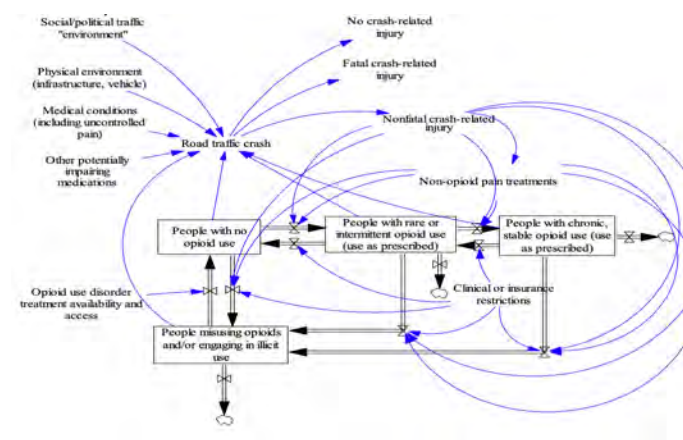 Social/political traffic
"environment"
No crash-related
injury
Physical environment
(infrastructure, vehicle)
Fatal crash-related
injury
Medical conditions
(including uncontrolled
pain)
Nonfatal crash-related
injury
Road traffic crash
Other potentially
impairing
medications
Non-opioid pain treatments
People with no
opioid use
People with rare or
intermittent opioid use
(use as prescribed)
People with chronic,
stable opioid use (use
as prescribed)
Opioid use disorder
treatment availability and
access
Clinical or insurance
restrictions
People misusing opioids
and/or engaging in illicit
use